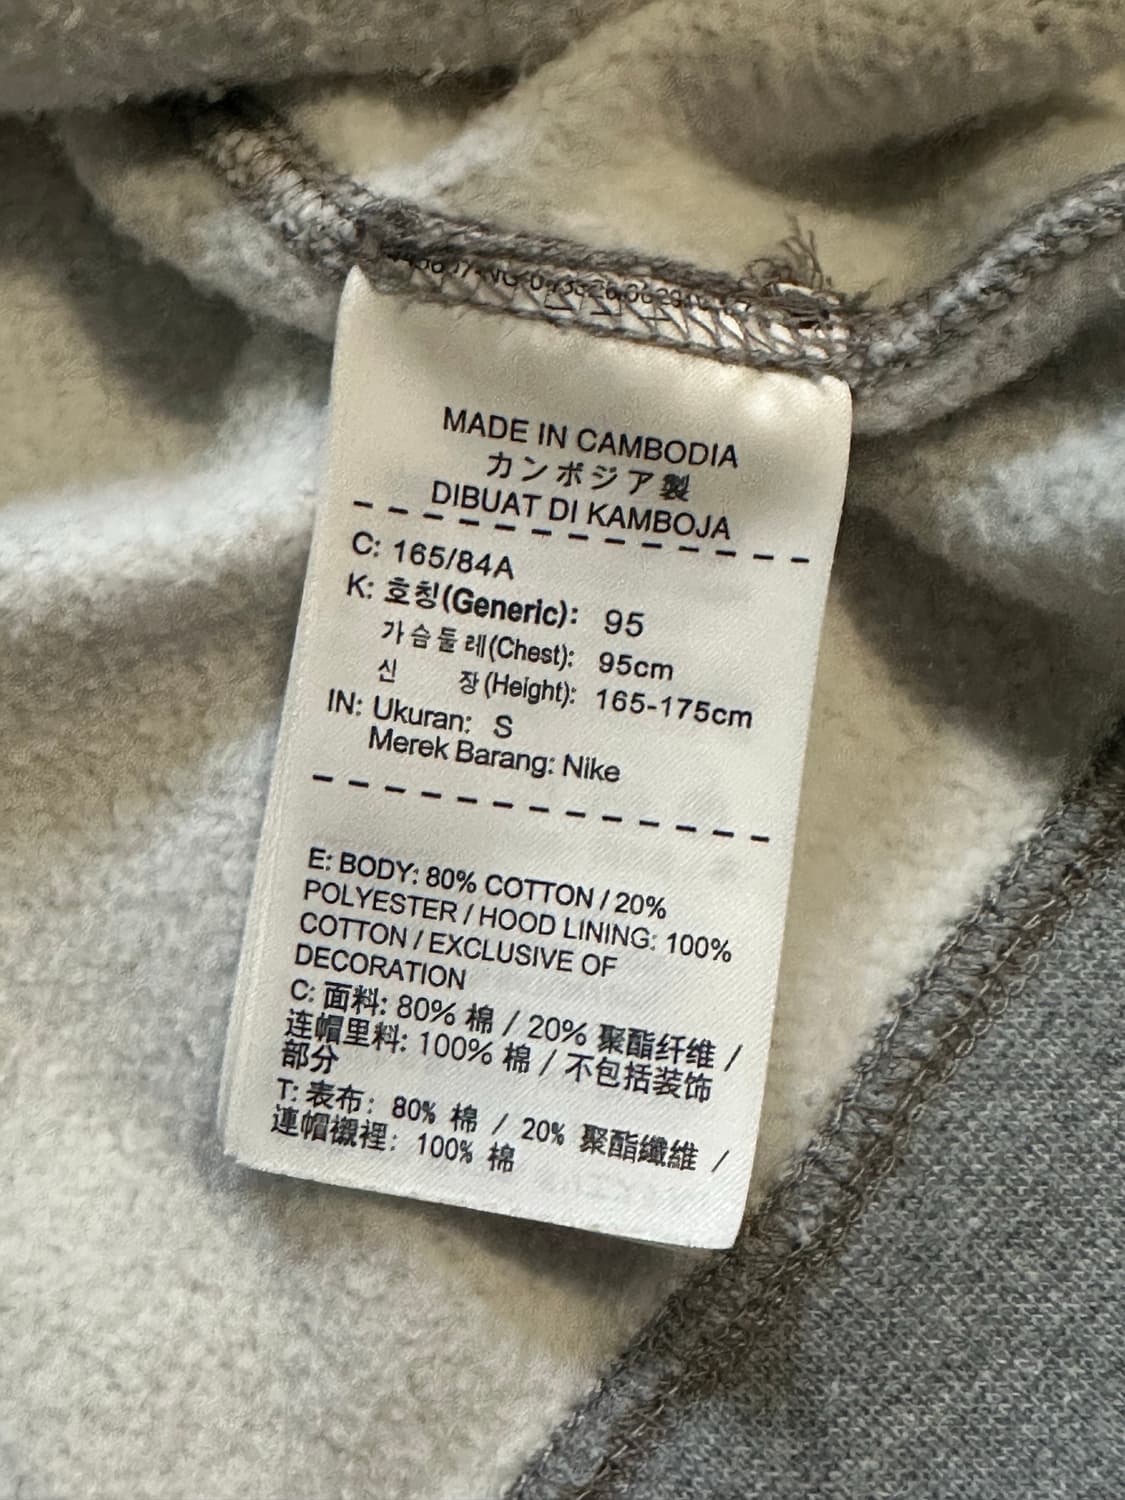 MADE IN CAMBODIA
カンボジア製
DIBUAT DI KAMBOJA
C: 165/84A
K: 호칭(Generic): 95
가슴둘레(Chest): 95cm
신 장(Height): 165-175cm
IN: Ukuran: S
Merek Barang: Nike
E: BODY: 80% COTTON / 20%
POLYESTER / HOOD LINING: 100%
COTTON / EXCLUSIVE OF
DECORATION
C: 面料: 80% 棉 / 20% 聚酯纤维 /
连帽里料: 100% 棉 / 不包括装饰
部分
T: 表布: 80% 棉 / 20% 聚酯纖維 /
連帽襯裡: 100% 棉